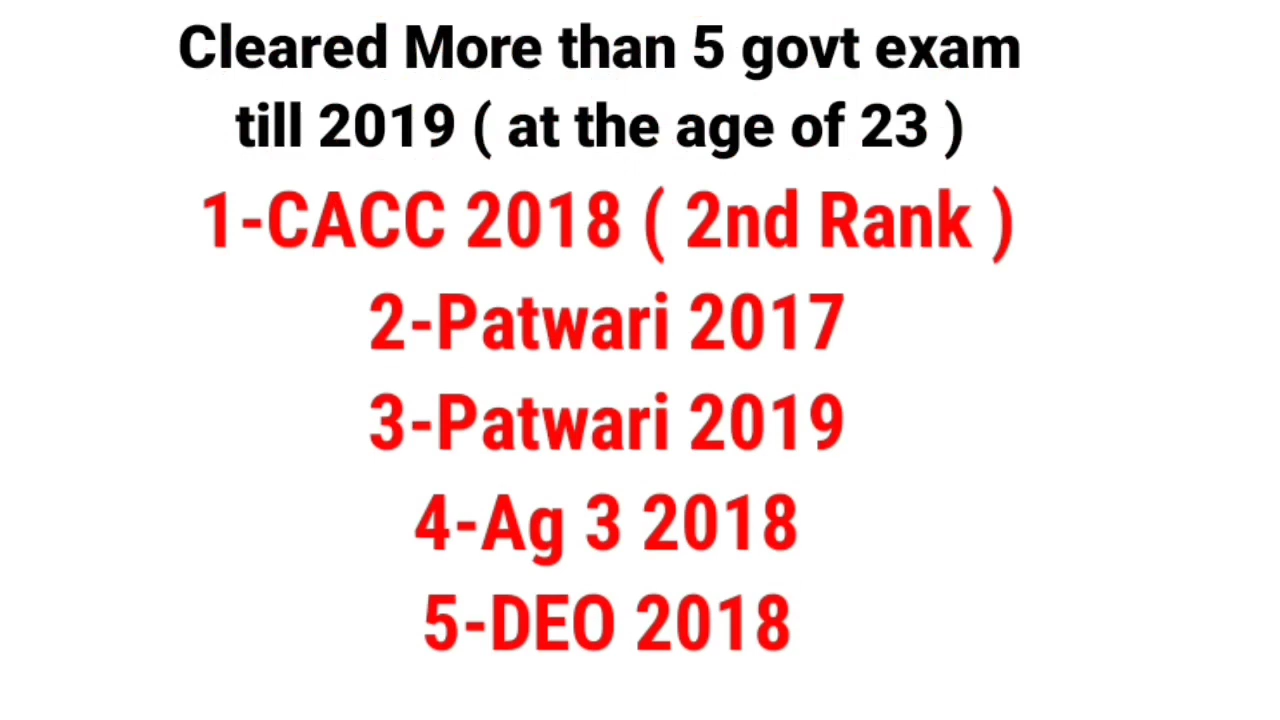 Cleared More than 5 govt exam
till 2019 ( at the age of 23 )
1-CACC 2018 ( 2nd Rank )
2-Patwari 2017
3-Patwari 2019
4-Ag 3 2018
5-DEO 2018